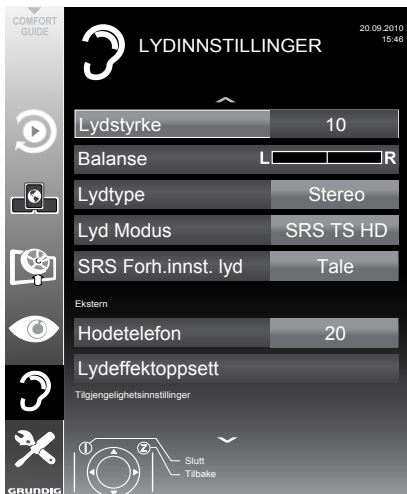 COMFORT
GUIDE
LYDINNSTILLINGER
20.09.2010
15:46
Lydstyrke 10
Balanse L R
Lydtype Stereo
Lyd Modus SRS TS HD
SRS Forh.innst. lyd Tale
Ekstern
Hodetelefon 20
Lydeffektoppsett
Tilgjengelighetsinnstillinger
Z
Slutt
Tilbake
GRUNDIG